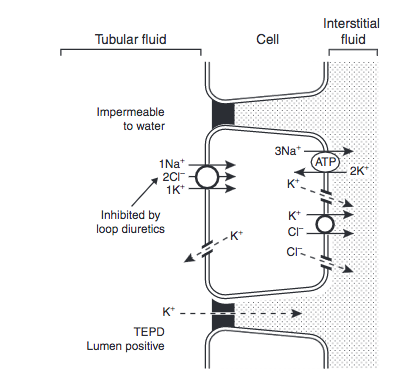 Tubular fluid
Cell
Interstitial
fluid
Impermeable
to water
1Na⁺
2Cl⁻
1K⁺
Inhibited by
loop diuretics
K⁺
3Na⁺
ATP
2K⁺
K⁺
K⁺
Cl⁻
Cl⁻
K⁺
TEPD
Lumen positive